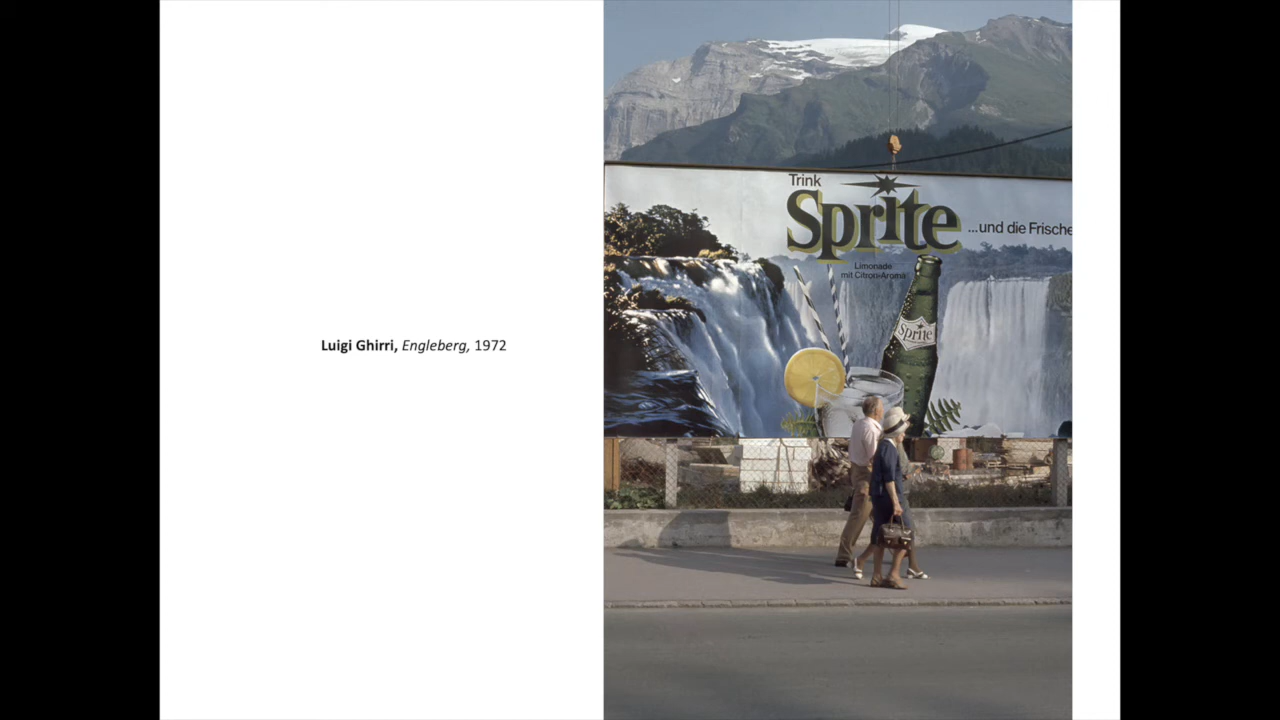 Luigi Ghirri, Engleberg, 1972
Trink
Sprite
...und die Frische
Limonade
mit Citron-Aroma
Sprite